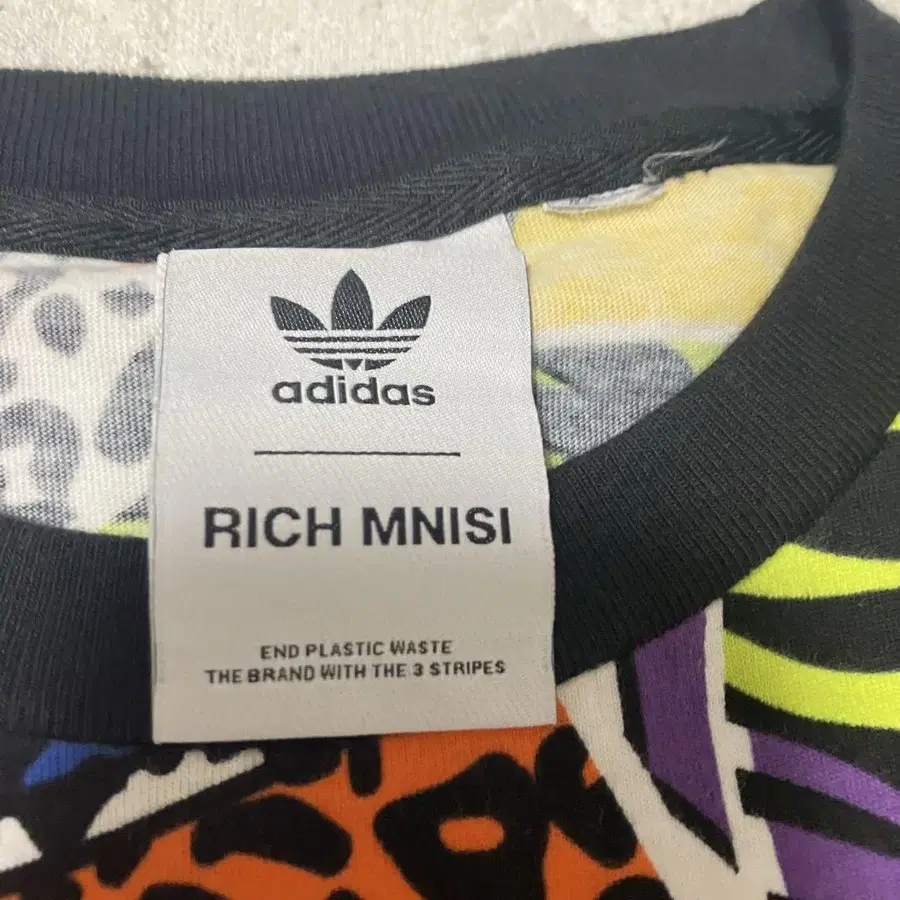 adidas
RICH MNISI
END PLASTIC WASTE
THE BRAND WITH THE 3 STRIPES